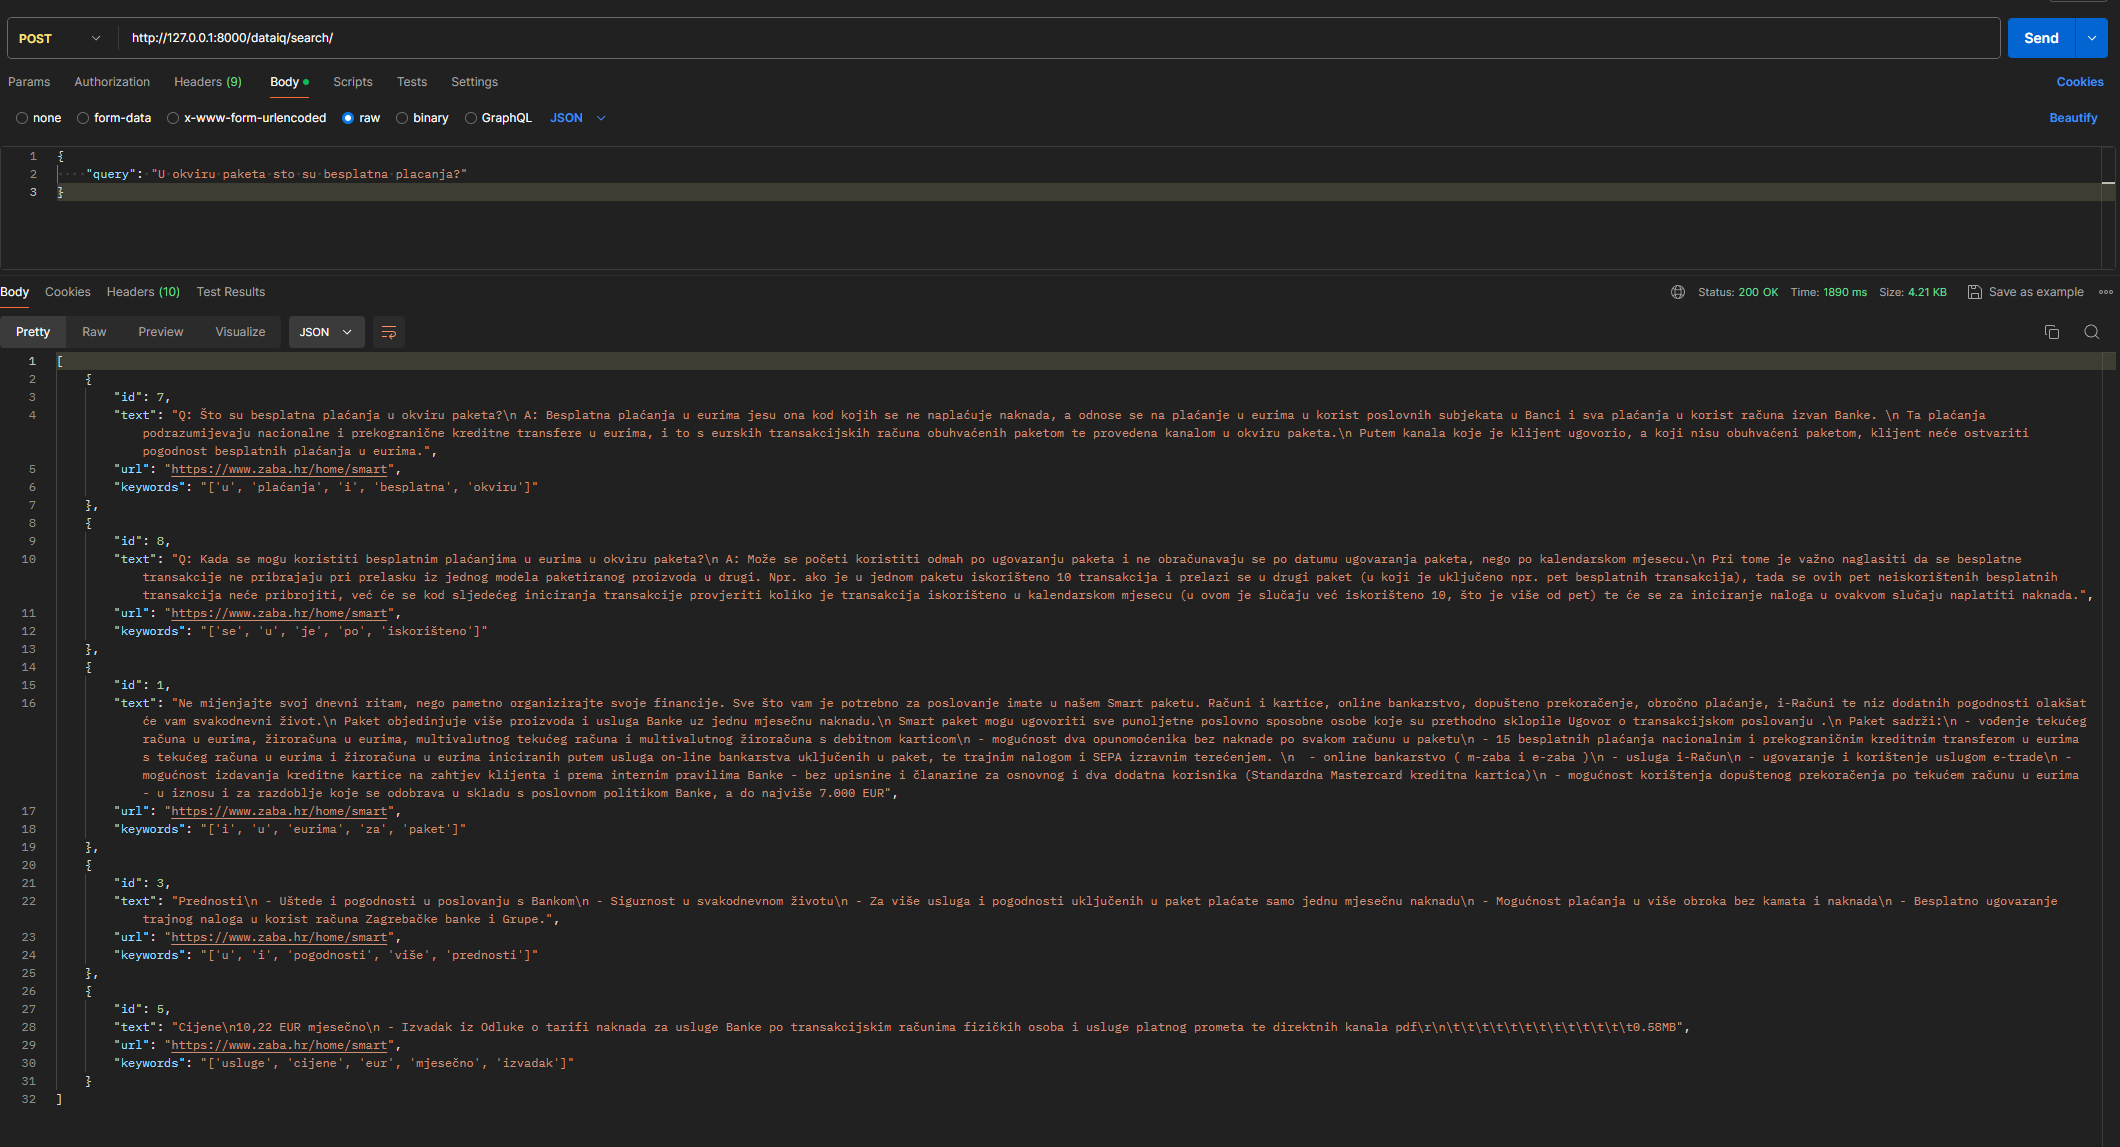 POST http://127.0.0.1:8000/dataiq/search/ Send
Params Authorization Headers (9) Body Scripts Tests Settings Cookies
none form-data x-www-form-urlencoded raw binary GraphQL JSON Beautify
1 {
2 "query": "U okviru paketa sto su besplatna placanja?"
3 }
Body Cookies Headers (10) Test Results Status: 200 OK Time: 1890 ms Size: 4.21 KB Save as example
Pretty Raw Preview Visualize JSON
1 [
2 {
3 "id": 7,
4 "text": "Q: Što su besplatna plaćanja u okviru paketa?\n A: Besplatna plaćanja u eurima jesu ona kod kojih se ne naplaćuje naknada, a odnose se na plaćanje u eurima u korist poslovnih subjekata u Banci i sva plaćanja u korist računa izvan Banke. \n Ta plaćanja
podrazumijevaju nacionalne i prekogranične kreditne transfere u eurima, i to s eurskih transakcijskih računa obuhvaćenih paketom te provedena kanalom u okviru paketa.\n Putem kanala koje je klijent ugovorio, a koji nisu obuhvaćeni paketom, klijent neće ostvariti
pogodnost besplatnih plaćanja u eurima.",
5 "url": "https://www.zaba.hr/home/smart",
6 "keywords": "['u', 'plaćanja', 'i', 'besplatna', 'okviru']"
7 },
8 {
9 "id": 8,
10 "text": "Q: Kada se mogu koristiti besplatnim plaćanjima u eurima u okviru paketa?\n A: Može se početi koristiti odmah po ugovaranju paketa i ne obračunavaju se po datumu ugovaranja paketa, nego po kalendarskom mjesecu.\n Pri tome je važno naglasiti da se besplatne
transakcije ne pribrajaju pri prelasku iz jednog modela paketiranog proizvoda u drugi. Npr. ako je u jednom paketu iskorišteno 10 transakcija i prelazi se u drugi paket (u koji je uključeno npr. pet besplatnih transakcija), tada se ovih pet neiskorištenih besplatnih
transakcija neće pribrojiti, već će se kod sljedećeg iniciranja transakcije provjeriti koliko je transakcija iskorišteno u kalendarskom mjesecu (u ovom je slučaju već iskorišteno 10, što je više od pet) te će se za iniciranje naloga u ovakvom slučaju naplatiti naknada.",
11 "url": "https://www.zaba.hr/home/smart",
12 "keywords": "['se', 'u', 'je', 'po', 'iskorišteno']"
13 },
14 {
15 "id": 1,
16 "text": "Ne mijenjajte svoj dnevni ritam, nego pametno organizirajte svoje financije. Sve što vam je potrebno za poslovanje imate u našem Smart paketu. Računi i kartice, online bankarstvo, dopušteno prekoračenje, obročno plaćanje, i-Računi te niz dodatnih pogodnosti olakšat
će vam svakodnevni život.\n Paket objedinjuje više proizvoda i usluga Banke uz jednu mjesečnu naknadu.\n Smart paket mogu ugovoriti sve punoljetne poslovno sposobne osobe koje su prethodno sklopile Ugovor o transakcijskom poslovanju .\n Paket sadrži:\n - vođenje tekućeg
računa u eurima, žiroračuna u eurima, multivalutnog tekućeg računa i multivalutnog žiroračuna s debitnom karticom\n - mogućnost dva opunomoćenika bez naknade po svakom računu u paketu\n - 15 besplatnih plaćanja nacionalnim i prekograničnim kreditnim transferom u eurima
s tekućeg računa u eurima i žiroračuna u eurima iniciranih putem usluga on-line bankarstva uključenih u paket, te trajnim nalogom i SEPA izravnim terećenjem. \n  - online bankarstvo ( m-zaba i e-zaba )\n - usluga i-Račun\n - ugovaranje i korištenje uslugom e-trade\n -
mogućnost izdavanja kreditne kartice na zahtjev klijenta i prema internim pravilima Banke - bez upisnine i članarine za osnovnog i dva dodatna korisnika (Standardna Mastercard kreditna kartica)\n - mogućnost korištenja dopuštenog prekoračenja po tekućem računu u eurima
- u iznosu i za razdoblje koje se odobrava u skladu s poslovnom politikom Banke, a do najviše 7.000 EUR",
17 "url": "https://www.zaba.hr/home/smart",
18 "keywords": "['i', 'u', 'eurima', 'za', 'paket']"
19 },
20 {
21 "id": 3,
22 "text": "Prednosti\n - Uštede i pogodnosti u poslovanju s Bankom\n - Sigurnost u svakodnevnom životu\n - Za više usluga i pogodnosti uključenih u paket plaćate samo jednu mjesečnu naknadu\n - Mogućnost plaćanja u više obroka bez kamata i naknada\n - Besplatno ugovaranje
trajnog naloga u korist računa Zagrebačke banke i Grupe.",
23 "url": "https://www.zaba.hr/home/smart",
24 "keywords": "['u', 'i', 'pogodnosti', 'više', 'prednosti']"
25 },
26 {
27 "id": 5,
28 "text": "Cijene\n10,22 EUR mjesečno\n - Izvadak iz Odluke o tarifi naknada za usluge Banke po transakcijskim računima fizičkih osoba i usluge platnog prometa te direktnih kanala pdf\r\n\t\t\t\t\t\t\t\t\t\t\t\t\t0.58MB",
29 "url": "https://www.zaba.hr/home/smart",
30 "keywords": "['usluge', 'cijene', 'eur', 'mjesečno', 'izvadak']"
31 }
32 ]